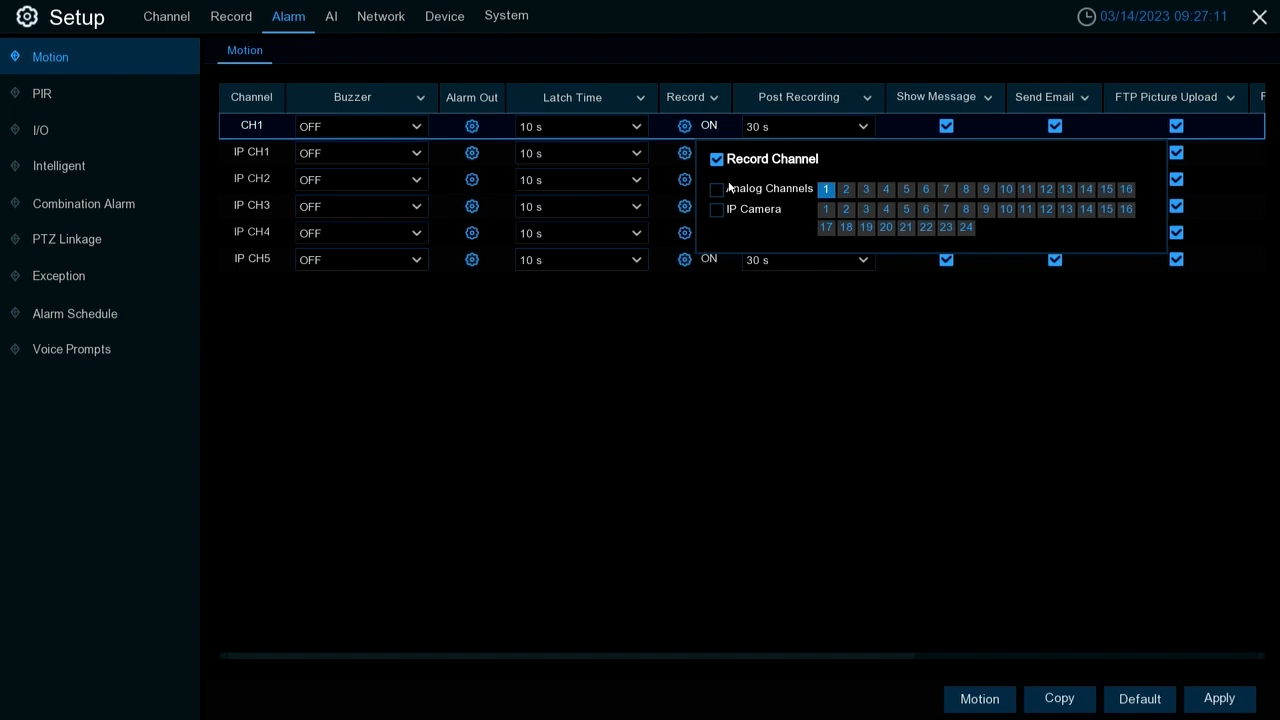 Setup Channel Record Alarm AI Network Device System 03/14/2023 09:27:11
Motion
PIR
I/O
Intelligent
Combination Alarm
PTZ Linkage
Exception
Alarm Schedule
Voice Prompts
Motion
Channel Buzzer Alarm Out Latch Time Record Post Recording Show Message Send Email FTP Picture Upload F
CH1 OFF 10 s ON 30 s
IP CH1 OFF 10 s
IP CH2 OFF 10 s
IP CH3 OFF 10 s
IP CH4 OFF 10 s
IP CH5 OFF 10 s ON 30 s
Record Channel
Analog Channels 1 2 3 4 5 6 7 8 9 10 11 12 13 14 15 16
IP Camera 1 2 3 4 5 6 7 8 9 10 11 12 13 14 15 16
17 18 19 20 21 22 23 24
Motion Copy Default Apply